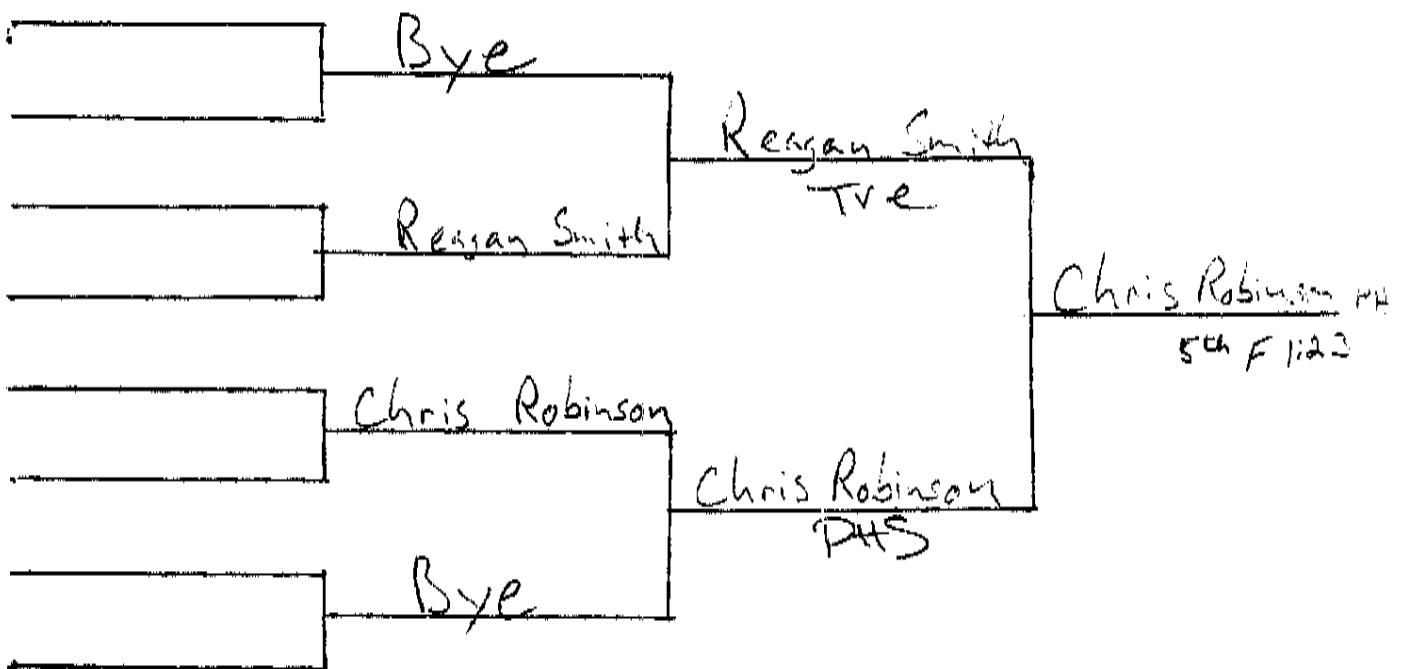 Bye
Reagan Smith
Tve
Reagan Smith
Chris Robinson PH
5th F 1:23
Chris Robinson
Chris Robinson
PHS
Bye